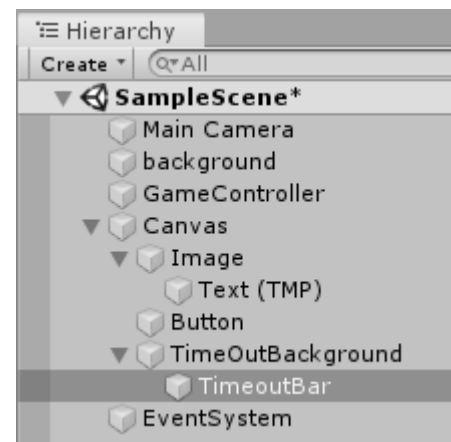 Hierarchy
Create All
SampleScene*
Main Camera
background
GameController
Canvas
Image
Text (TMP)
Button
TimeOutBackground
TimeoutBar
EventSystem